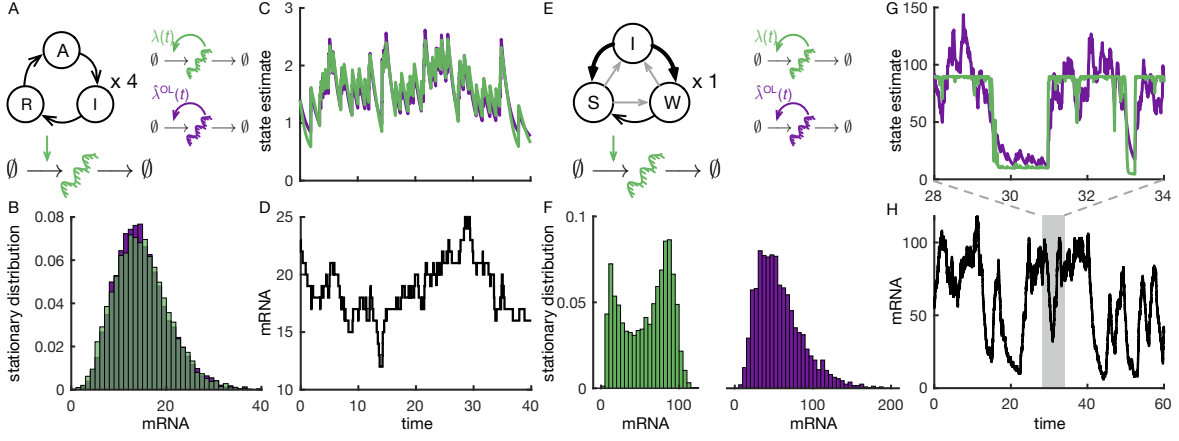 A
A
R
I
x 4
λ(t)
∅ → → ∅
λ̂ᴼᴸ(t)
∅ → → ∅
∅ → → ∅
B
stationary distribution
0.08
0.06
0.04
0.02
0
0
20
40
mRNA
C
state estimate
3
2
1
0
0
10
20
30
40
D
mRNA
25
20
15
10
0
10
20
30
40
time
E
I
S
W
x 1
λ(t)
∅ → → ∅
λ̂ᴼᴸ(t)
∅ → → ∅
∅ → → ∅
F
stationary distribution
0.1
0.05
0
0
100
mRNA
0
100
200
mRNA
G
state estimate
150
100
50
0
28
30
32
34
H
mRNA
100
50
0
0
20
40
60
time